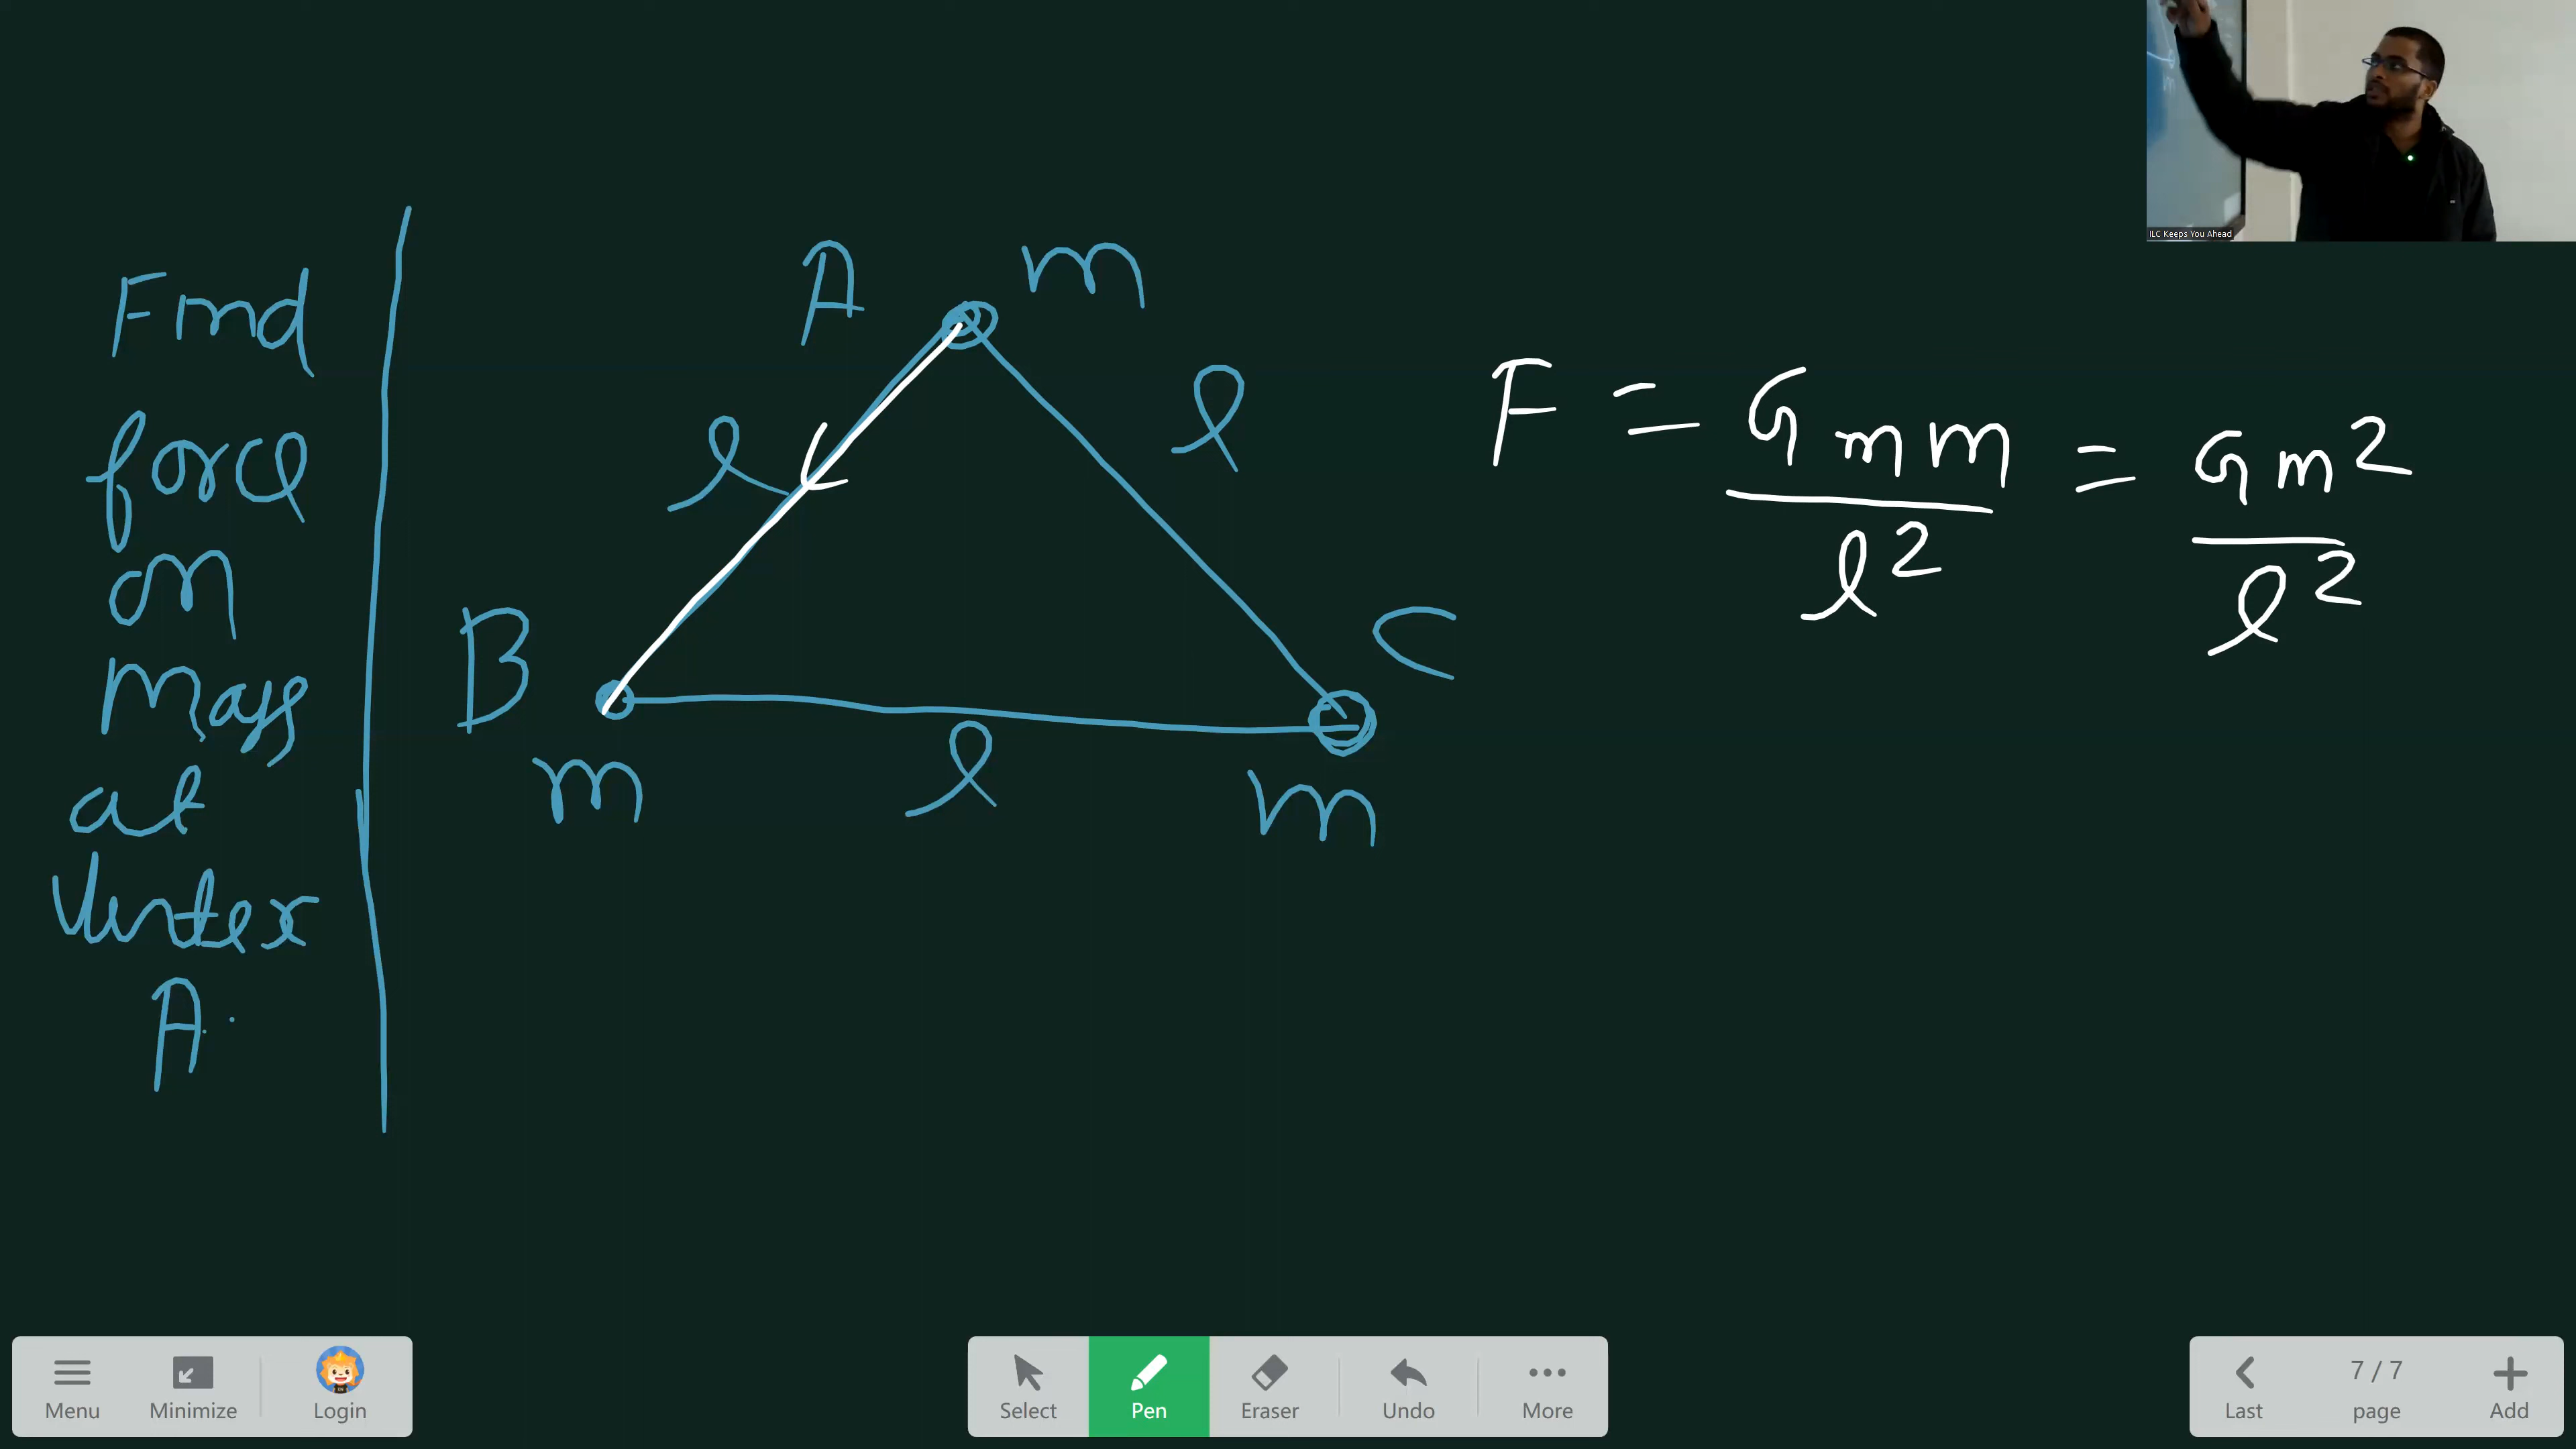 Find
force
on
mass
at
Vertex
A.
A m
l l
B C
m l m
F = Gmm/l² = Gm²/l²
ILC Keeps You Ahead
Menu Minimize Login
Select Pen Eraser Undo More
Last 7 / 7 page Add